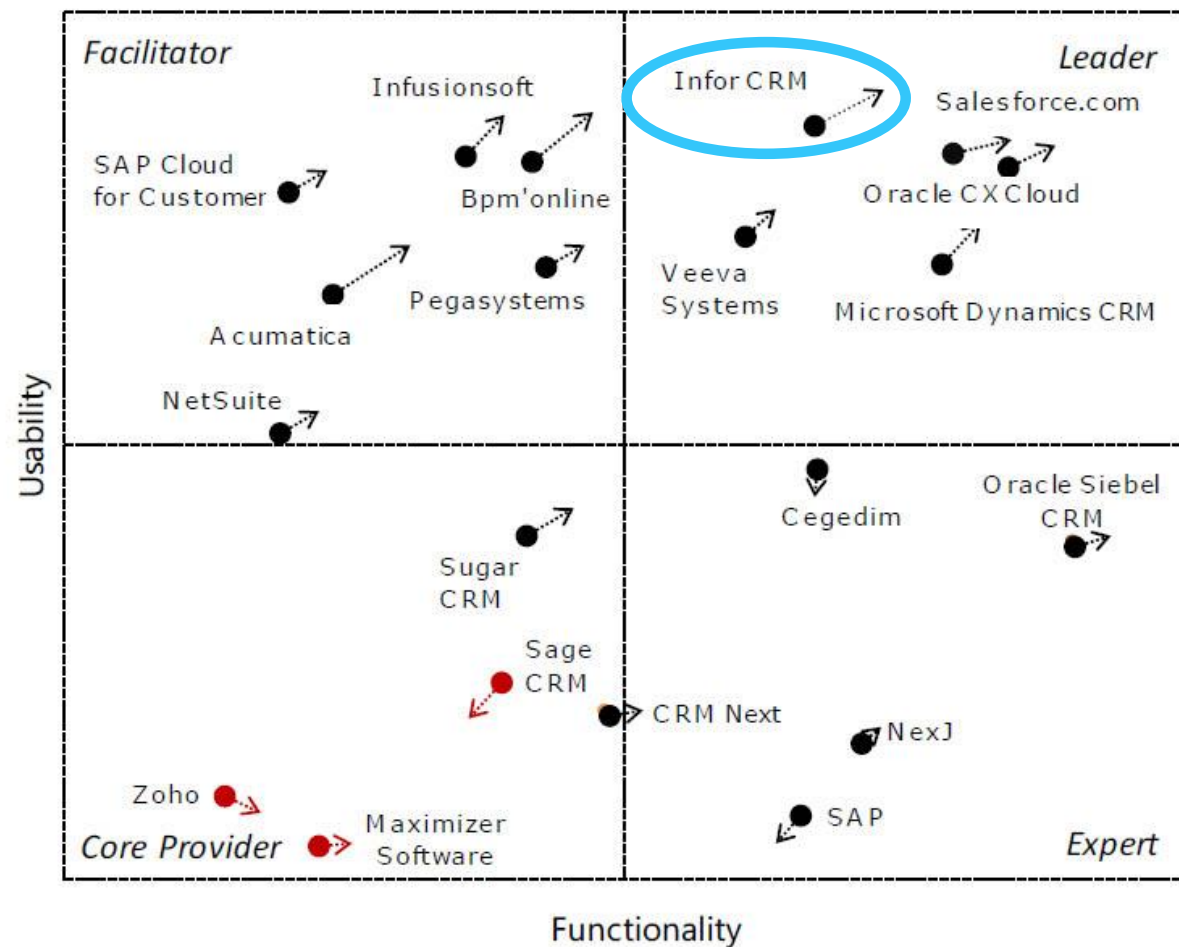 Facilitator
Leader
Infor CRM
Infusionsoft
Salesforce.com
SAP Cloud
for Customer
Bpm'online
Oracle CX Cloud
Veeva
Systems
Pegasystems
Microsoft Dynamics CRM
Acumatica
NetSuite
Usability
Cegedim
Oracle Siebel
CRM
Sugar
CRM
Sage
CRM
CRM Next
NexJ
Zoho
SAP
Maximizer
Software
Core Provider
Expert
Functionality